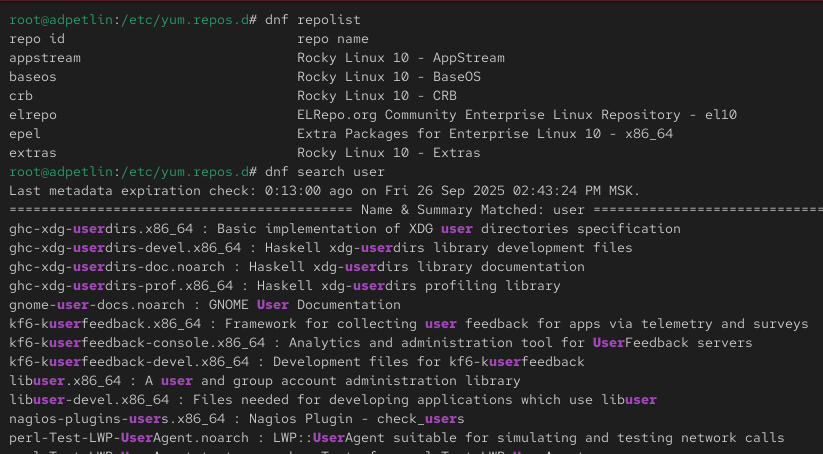 root@adpetlin:/etc/yum.repos.d# dnf repolist
repo id                             repo name
appstream                           Rocky Linux 10 - AppStream
baseos                              Rocky Linux 10 - BaseOS
crb                                 Rocky Linux 10 - CRB
elrepo                              ELRepo.org Community Enterprise Linux Repository - el10
epel                                Extra Packages for Enterprise Linux 10 - x86_64
extras                              Rocky Linux 10 - Extras
root@adpetlin:/etc/yum.repos.d# dnf search user
Last metadata expiration check: 0:13:00 ago on Fri 26 Sep 2025 02:43:24 PM MSK.
=========================================== Name & Summary Matched: user =============================
ghc-xdg-userdirs.x86_64 : Basic implementation of XDG user directories specification
ghc-xdg-userdirs-devel.x86_64 : Haskell xdg-userdirs library development files
ghc-xdg-userdirs-doc.noarch : Haskell xdg-userdirs library documentation
ghc-xdg-userdirs-prof.x86_64 : Haskell xdg-userdirs profiling library
gnome-user-docs.noarch : GNOME User Documentation
kf6-kuserfeedback.x86_64 : Framework for collecting user feedback for apps via telemetry and surveys
kf6-kuserfeedback-console.x86_64 : Analytics and administration tool for UserFeedback servers
kf6-kuserfeedback-devel.x86_64 : Development files for kf6-kuserfeedback
libuser.x86_64 : A user and group account administration library
libuser-devel.x86_64 : Files needed for developing applications which use libuser
nagios-plugins-users.x86_64 : Nagios Plugin - check_users
perl-Test-LWP-UserAgent.noarch : LWP::UserAgent suitable for simulating and testing network calls